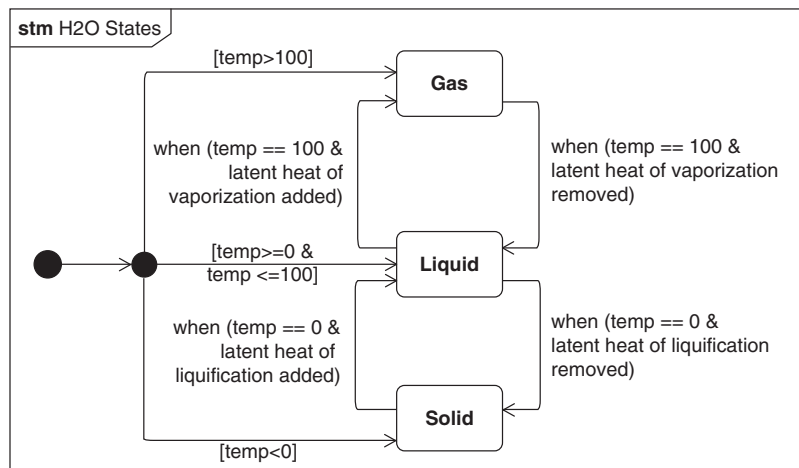 stm H2O States
[temp>100]
Gas
when (temp == 100 &
latent heat of
vaporization added)
when (temp == 100 &
latent heat of vaporization
removed)
[temp>=0 &
temp <=100]
Liquid
when (temp == 0 &
latent heat of
liquification added)
when (temp == 0 &
latent heat of liquification
removed)
Solid
[temp<0]